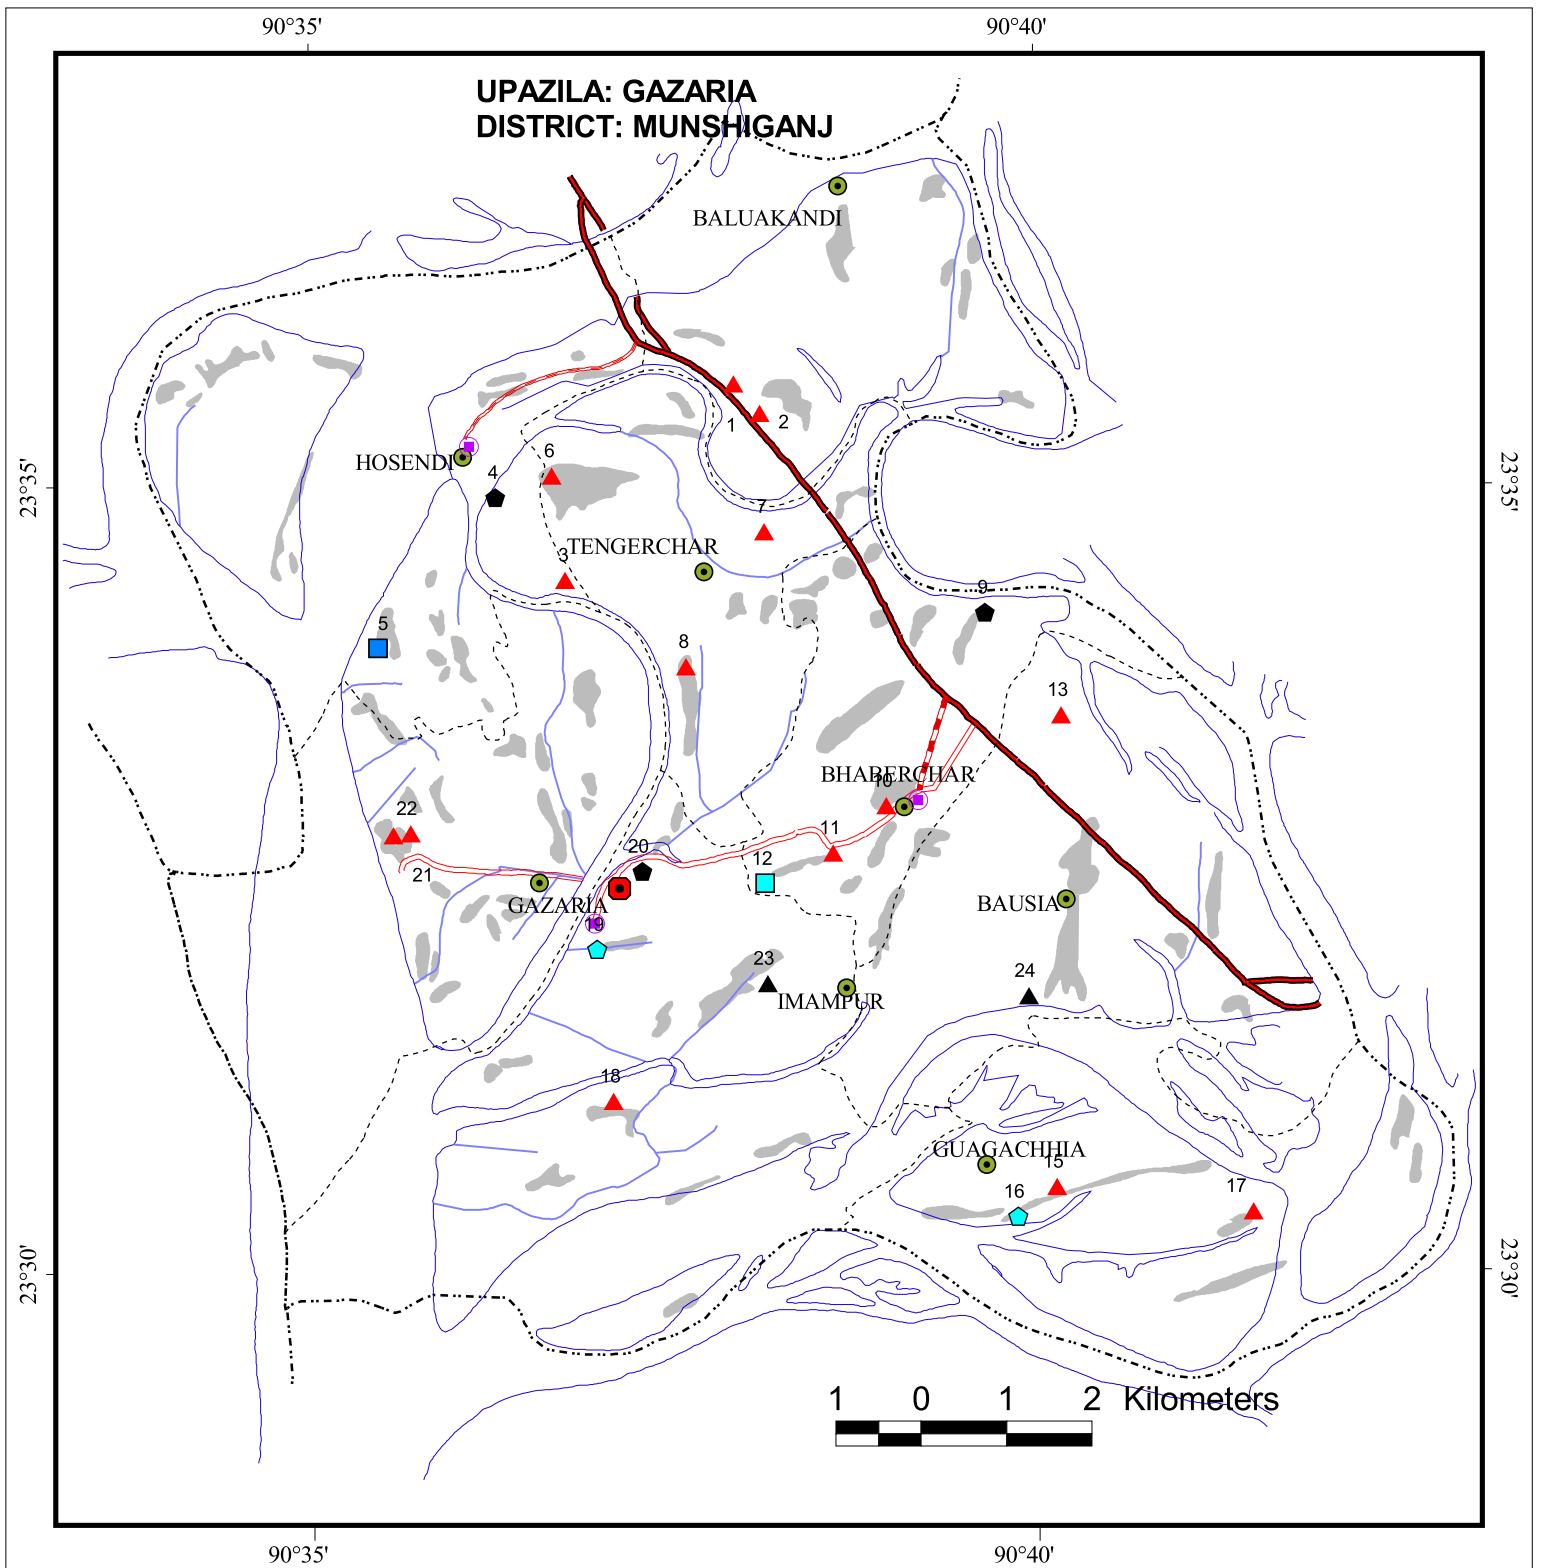 90°35' 90°40'
UPAZILA: GAZARIA
DISTRICT: MUNSHIGANJ
BALUAKANDI
1 2
HOSENDI
4
6
23°35' 23°35'
7
TENGERCHAR
3
9
5
8
13
BHABERCHAR
10
22
11
20
12
21
GAZARIA
BAUSIA
19
23
24
IMAMPUR
18
GUAGACHHIA
15
16
17
23°30' 23°30'
1 0 1 2 Kilometers
90°35' 90°40'